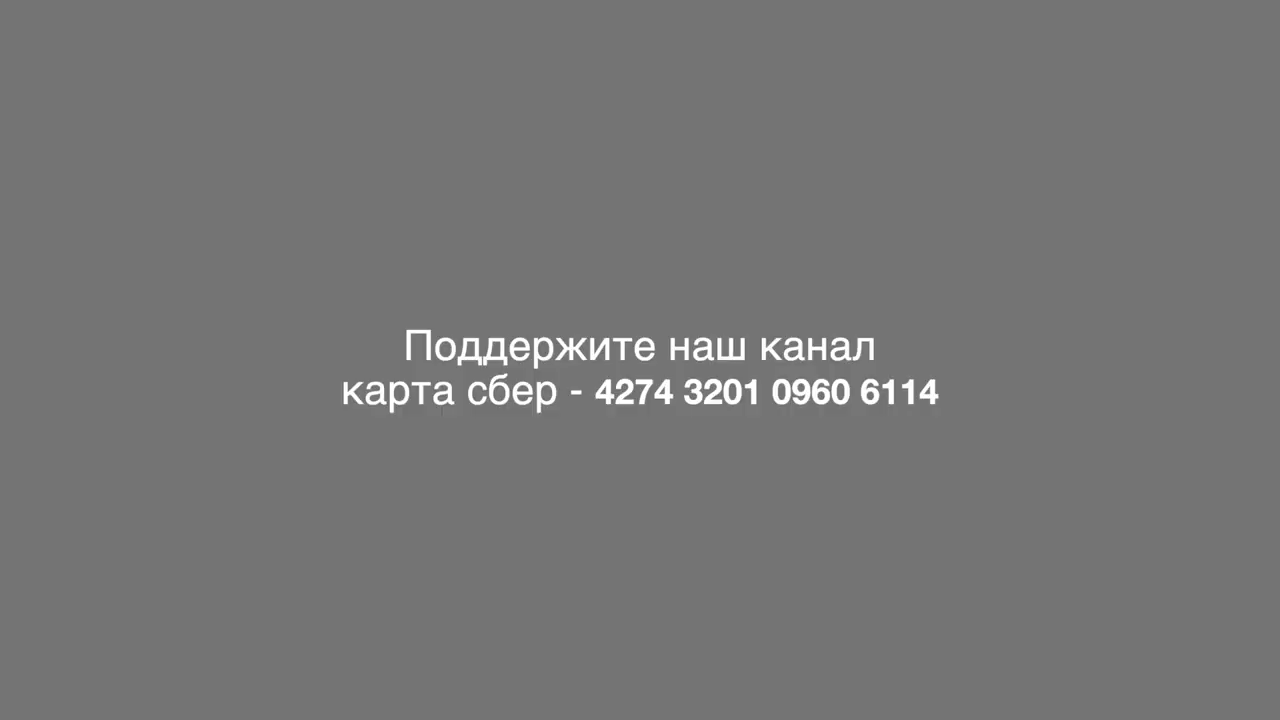 Поддержите наш канал
карта сбер - 4274 3201 0960 6114